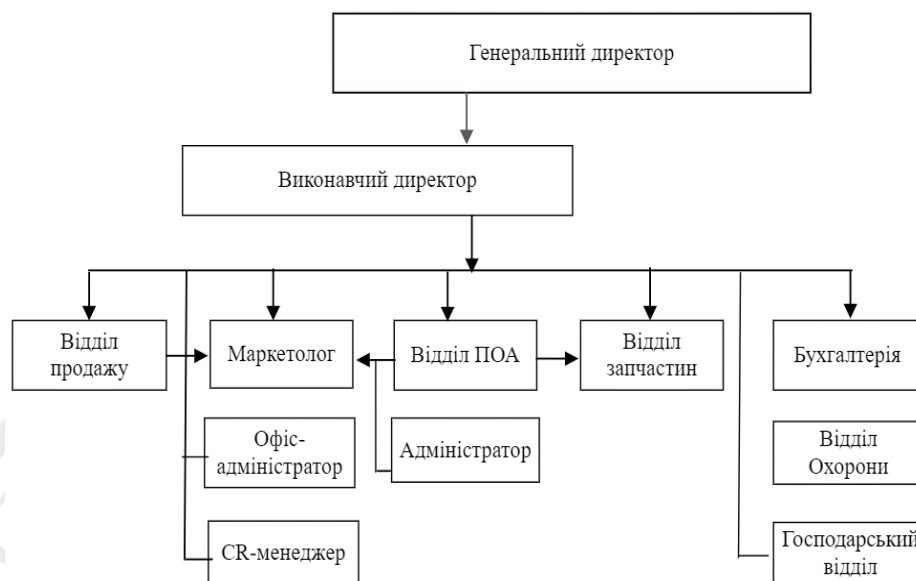 Генеральний директор
Виконавчий директор
Відділ
продажу
Маркетолог
Відділ ПОА
Відділ
запчастин
Бухгалтерія
Офіс-
адміністратор
Адміністратор
Відділ
Охорони
CR-менеджер
Господарський
відділ